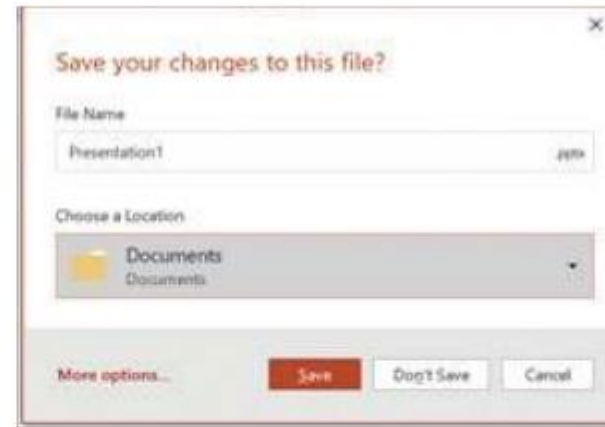 Save your changes to this file?
File Name
Presentation1 .pptx
Choose a Location
Documents
Documents
More options... Save Don't Save Cancel